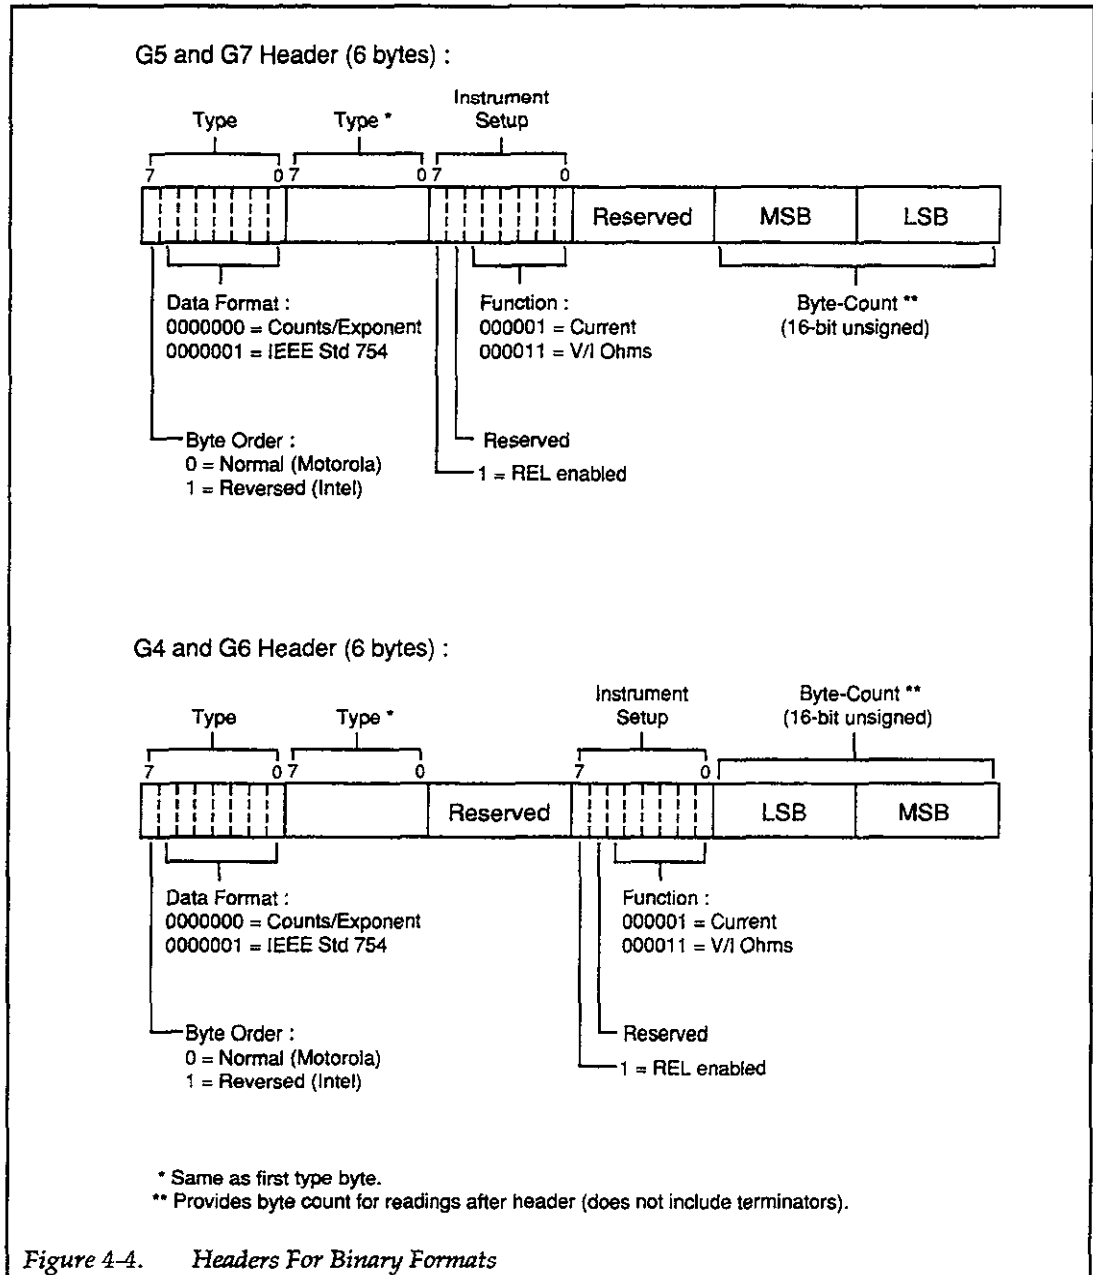 G5 and G7 Header (6 bytes) :
Instrument
Type Type * Setup
7 0 7 0 7 0
Reserved MSB LSB
Data Format :
0000000 = Counts/Exponent
0000001 = IEEE Std 754
Function :
000001 = Current
000011 = V/I Ohms
Byte-Count **
(16-bit unsigned)
Byte Order :
0 = Normal (Motorola)
1 = Reversed (Intel)
Reserved
1 = REL enabled
G4 and G6 Header (6 bytes) :
Type Type *
Instrument
Setup
Byte-Count **
(16-bit unsigned)
7 0 7 0 7 0
Reserved LSB MSB
Data Format :
0000000 = Counts/Exponent
0000001 = IEEE Std 754
Function :
000001 = Current
000011 = V/I Ohms
Byte Order :
0 = Normal (Motorola)
1 = Reversed (Intel)
Reserved
1 = REL enabled
* Same as first type byte.
** Provides byte count for readings after header (does not include terminators).
Figure 4-4. Headers For Binary Formats